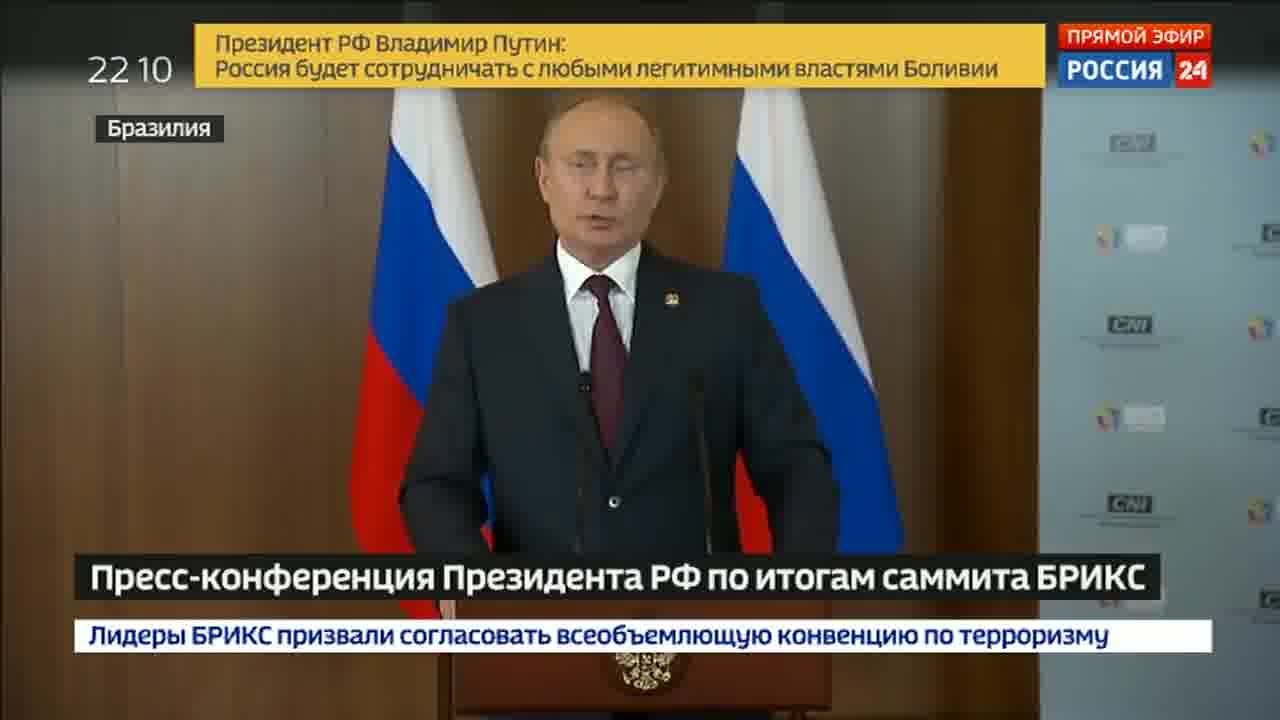 22 10
Президент РФ Владимир Путин:
Россия будет сотрудничать с любыми легитимными властями Боливии
ПРЯМОЙ ЭФИР
РОССИЯ 24
Бразилия
CNI
CNI
CNI
Пресс-конференция Президента РФ по итогам саммита БРИКС
Лидеры БРИКС призвали согласовать всеобъемлющую конвенцию по терроризму